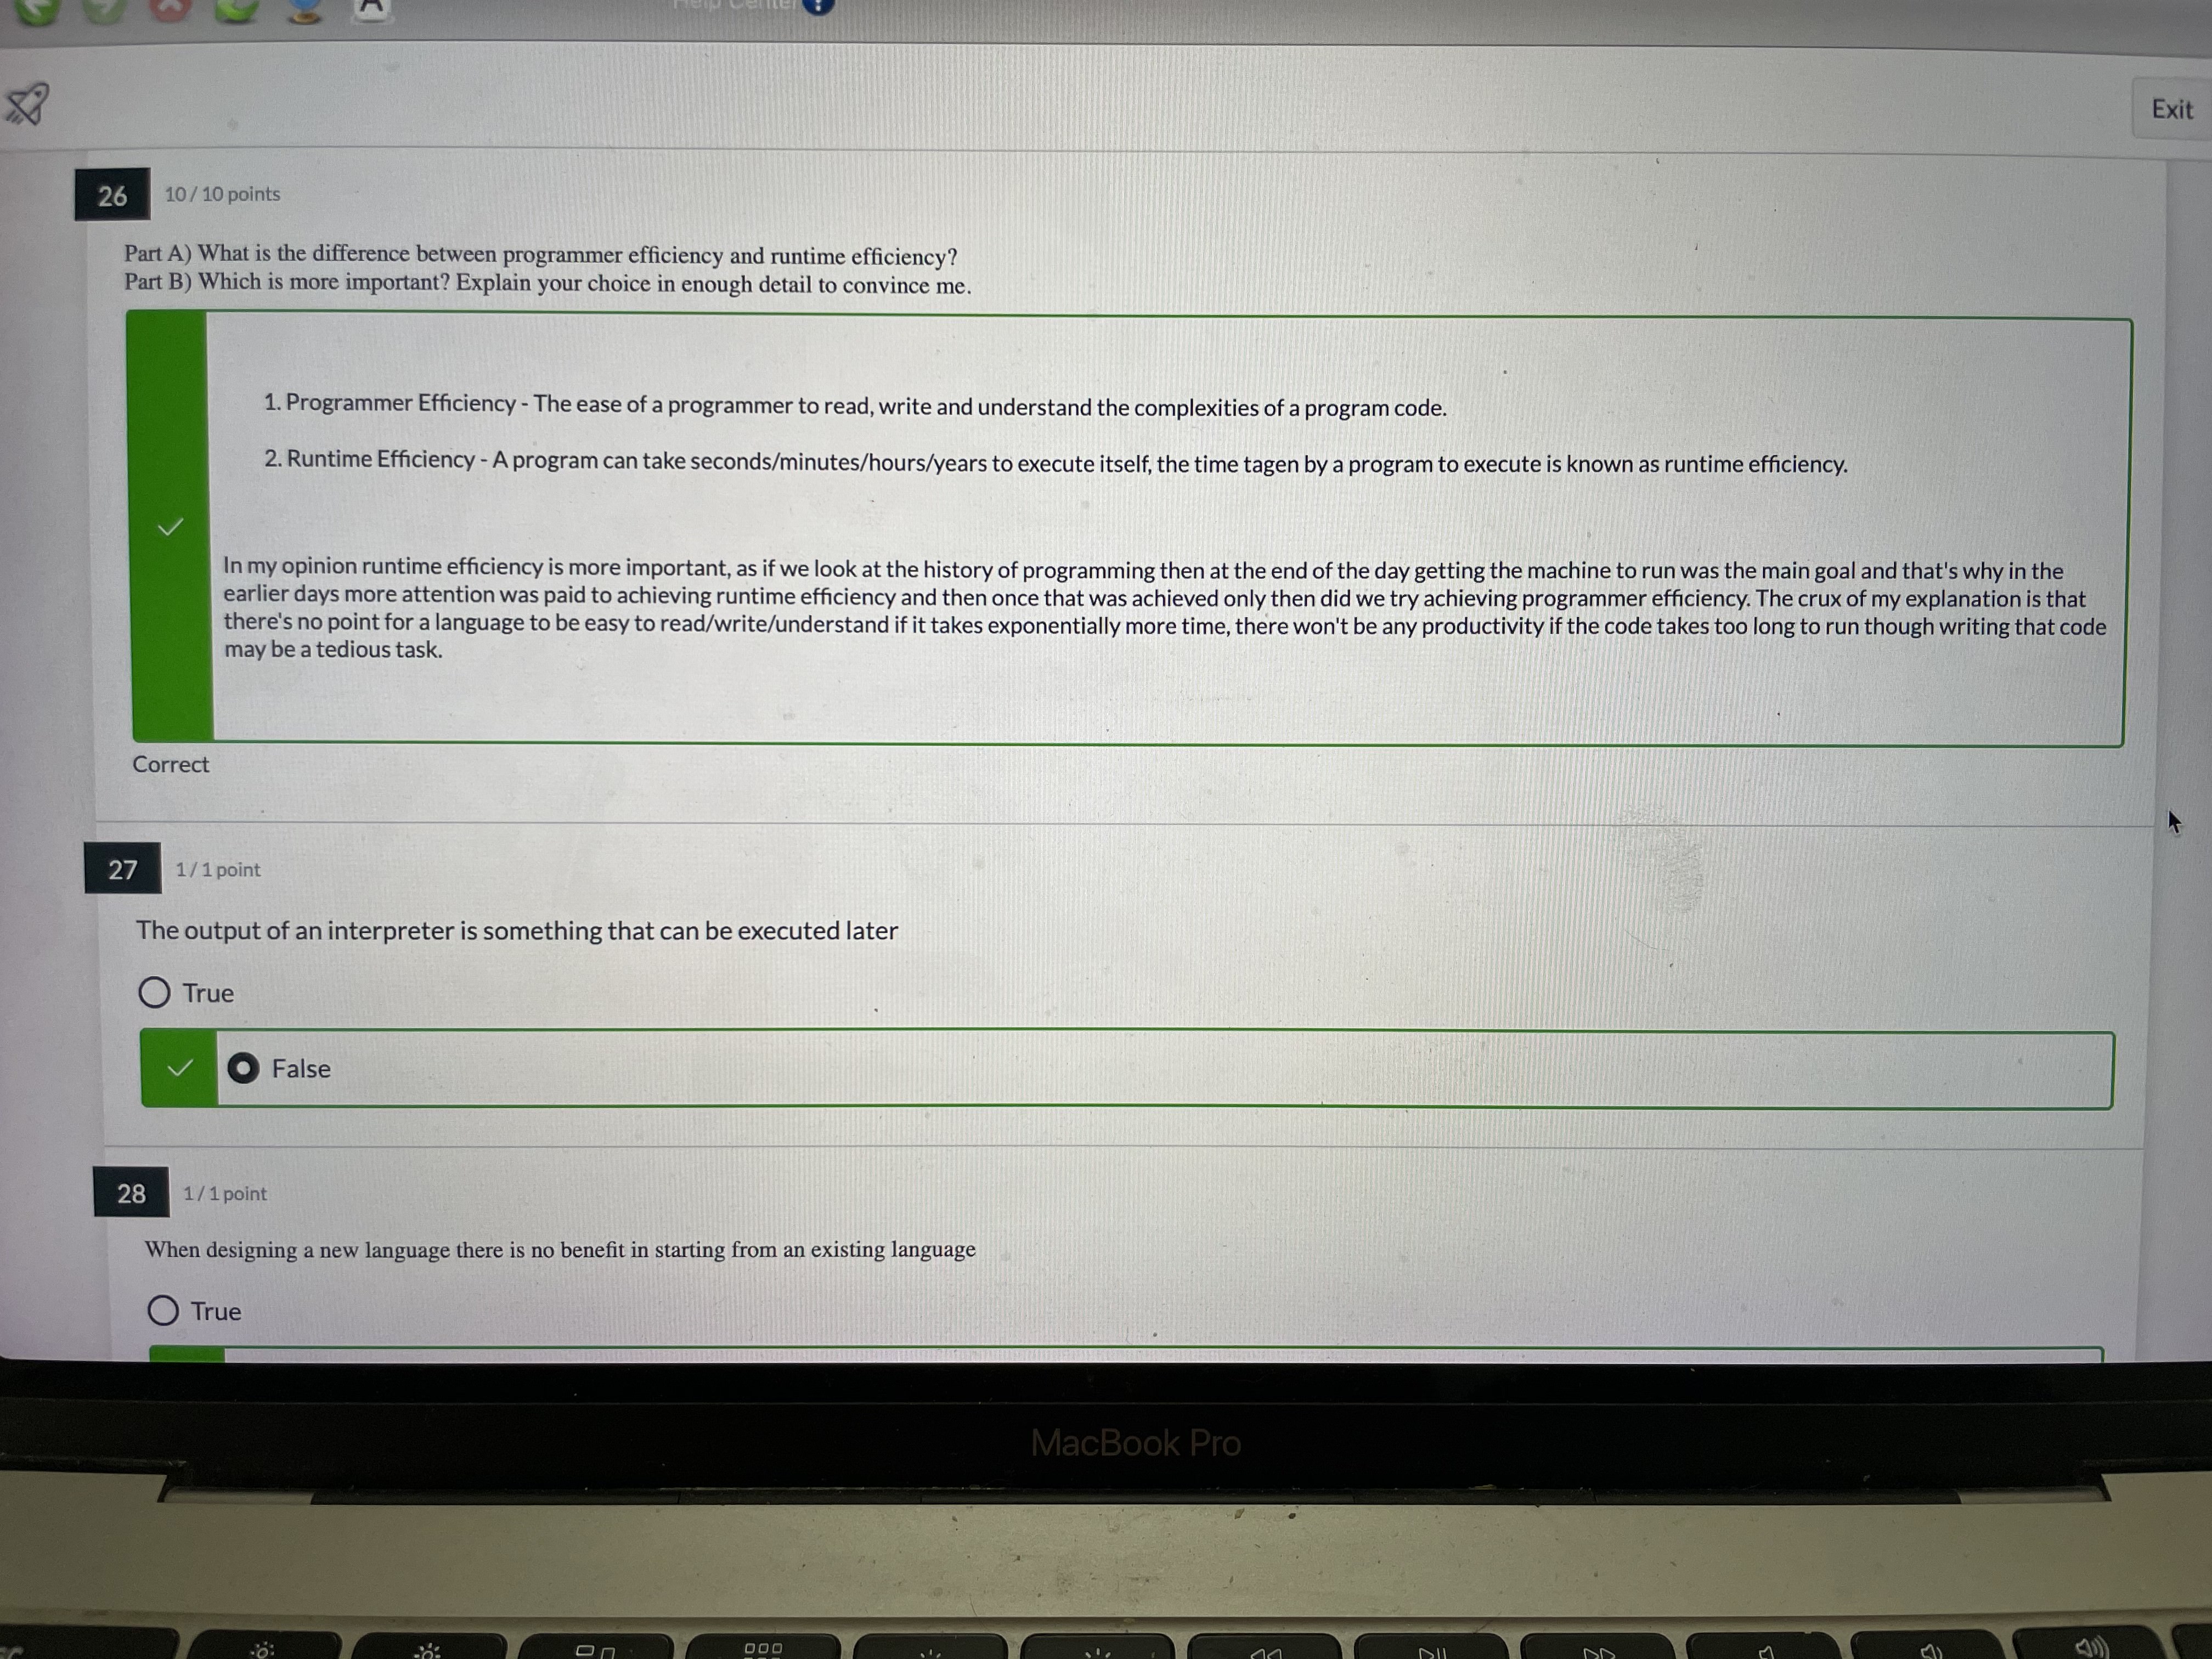 Help Center
Exit
26 10 / 10 points
Part A) What is the difference between programmer efficiency and runtime efficiency?
Part B) Which is more important? Explain your choice in enough detail to convince me.
1. Programmer Efficiency - The ease of a programmer to read, write and understand the complexities of a program code.
2. Runtime Efficiency - A program can take seconds/minutes/hours/years to execute itself, the time tagen by a program to execute is known as runtime efficiency.
In my opinion runtime efficiency is more important, as if we look at the history of programming then at the end of the day getting the machine to run was the main goal and that's why in the
earlier days more attention was paid to achieving runtime efficiency and then once that was achieved only then did we try achieving programmer efficiency. The crux of my explanation is that
there's no point for a language to be easy to read/write/understand if it takes exponentially more time, there won't be any productivity if the code takes too long to run though writing that code
may be a tedious task.
Correct
27 1 / 1 point
The output of an interpreter is something that can be executed later
True
False
28 1 / 1 point
When designing a new language there is no benefit in starting from an existing language
True
MacBook Pro